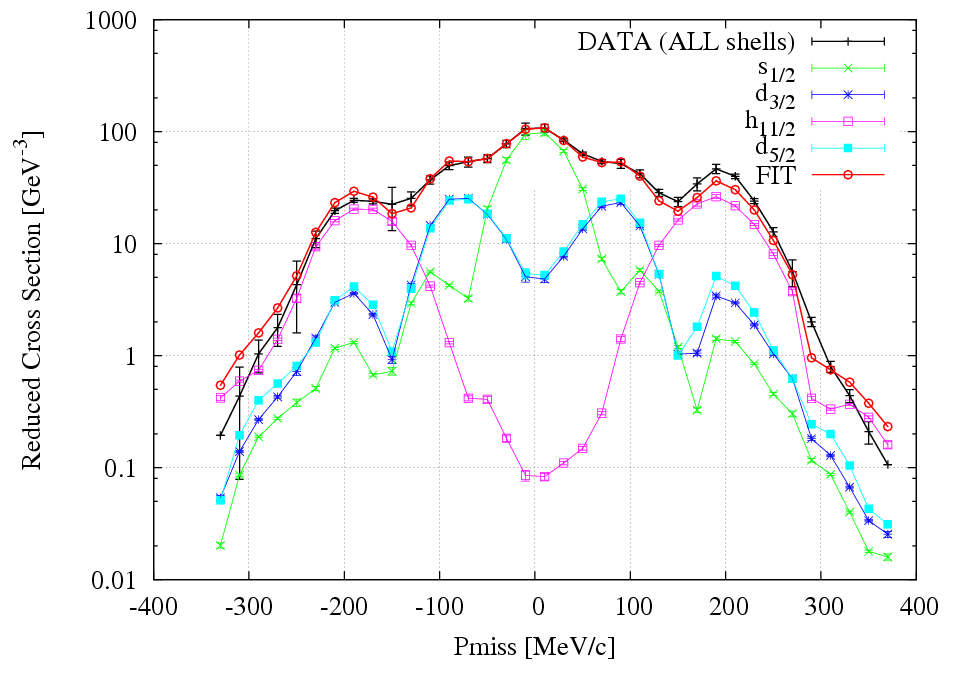 1000
100
10
1
0.1
0.01
Reduced Cross Section [GeV⁻³]
DATA (ALL shells)
s₁/₂
d₃/₂
h₁₁/₂
d₅/₂
FIT
-400 -300 -200 -100 0 100 200 300 400
Pmiss [MeV/c]